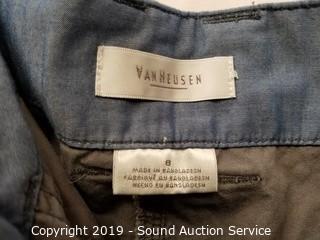 VANHEUSEN
8
MADE IN BANGLADESH
FABRIQUÉ AU BANGLADESH
HECHO EN BANGLADESH
Copyright 2019 - Sound Auction Service